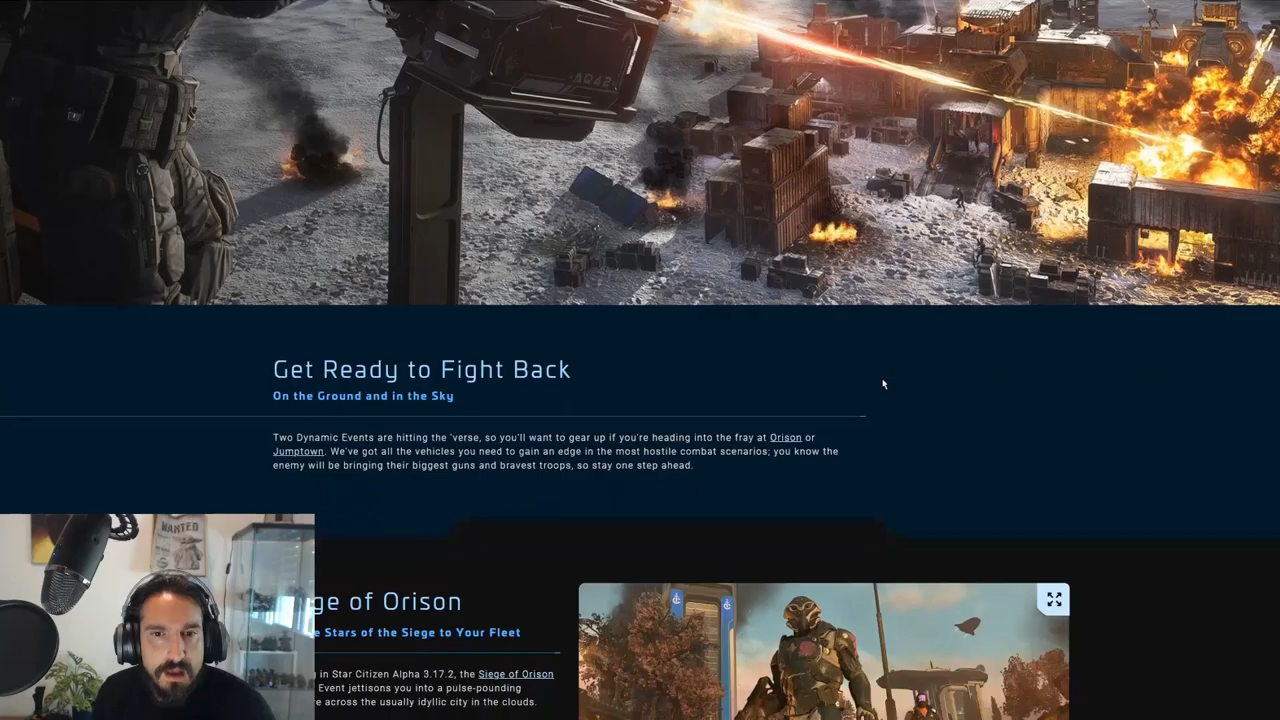 AQ42
Get Ready to Fight Back
On the Ground and in the Sky
Two Dynamic Events are hitting the 'verse, so you'll want to gear up if you're heading into the fray at Orison or
Jumptown. We've got all the vehicles you need to gain an edge in the most hostile combat scenarios; you know the
enemy will be bringing their biggest guns and bravest troops, so stay one step ahead.
WANTED
ge of Orison
e Stars of the Siege to Your Fleet
in Star Citizen Alpha 3.17.2, the Siege of Orison
Event jettisons you into a pulse-pounding
e across the usually idyllic city in the clouds.